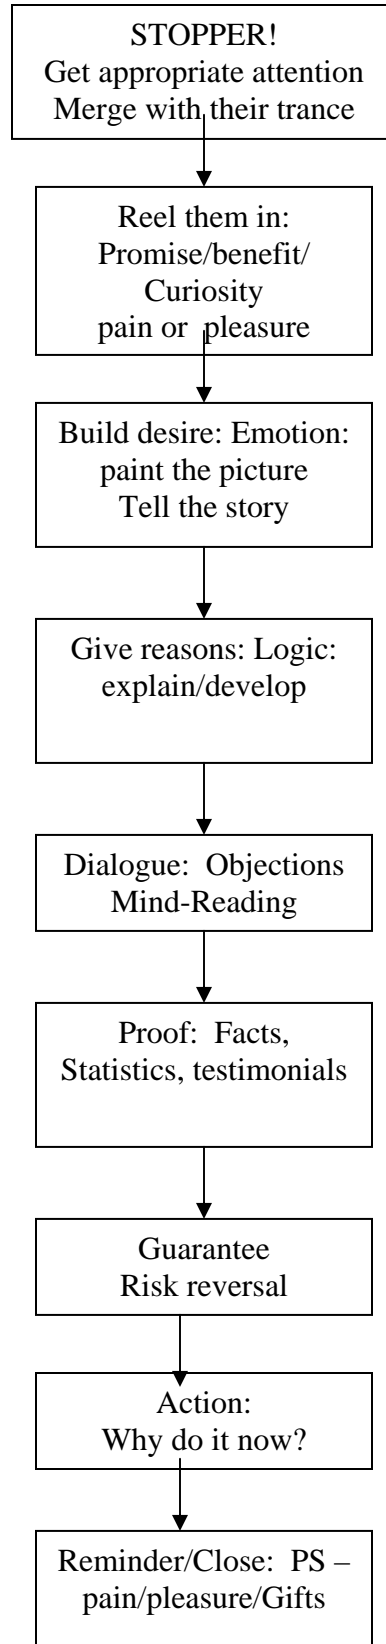 STOPPER!
Get appropriate attention
Merge with their trance
Reel them in:
Promise/benefit/
Curiosity
pain or  pleasure
Build desire: Emotion:
paint the picture
Tell the story
Give reasons: Logic:
explain/develop
Dialogue:  Objections
Mind-Reading
Proof:  Facts,
Statistics, testimonials
Guarantee
Risk reversal
Action:
Why do it now?
Reminder/Close:  PS –
pain/pleasure/Gifts